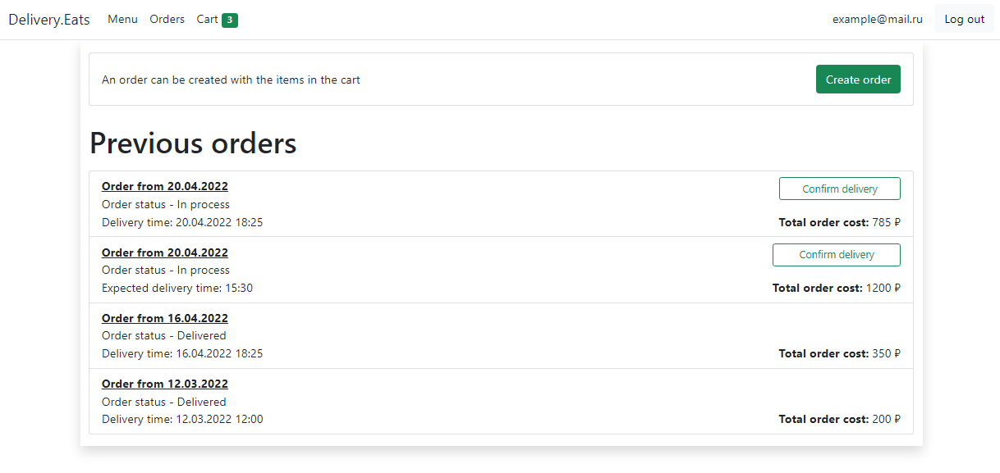 Delivery.Eats Menu Orders Cart 3 example@mail.ru Log out
An order can be created with the items in the cart Create order
Previous orders
Order from 20.04.2022 Confirm delivery
Order status - In process
Delivery time: 20.04.2022 18:25 Total order cost: 785 ₽
Order from 20.04.2022 Confirm delivery
Order status - In process
Expected delivery time: 15:30 Total order cost: 1200 ₽
Order from 16.04.2022
Order status - Delivered
Delivery time: 16.04.2022 18:25 Total order cost: 350 ₽
Order from 12.03.2022
Order status - Delivered
Delivery time: 12.03.2022 12:00 Total order cost: 200 ₽